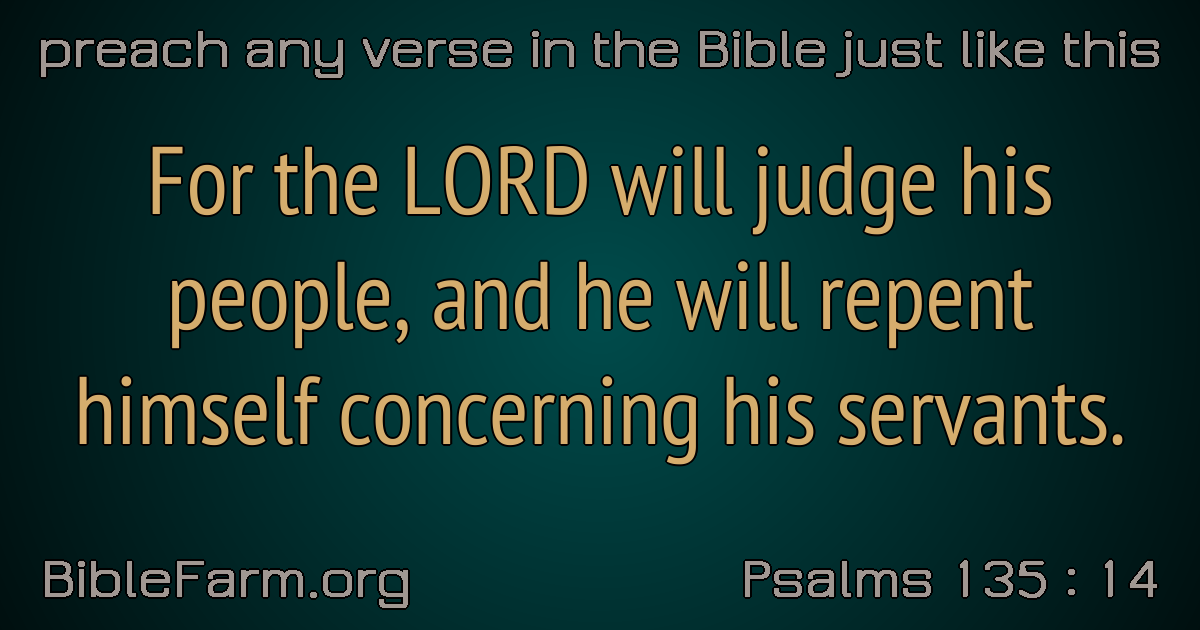 preach any verse in the Bible just like this
For the LORD will judge his
people, and he will repent
himself concerning his servants.
BibleFarm.org
Psalms 135 : 14